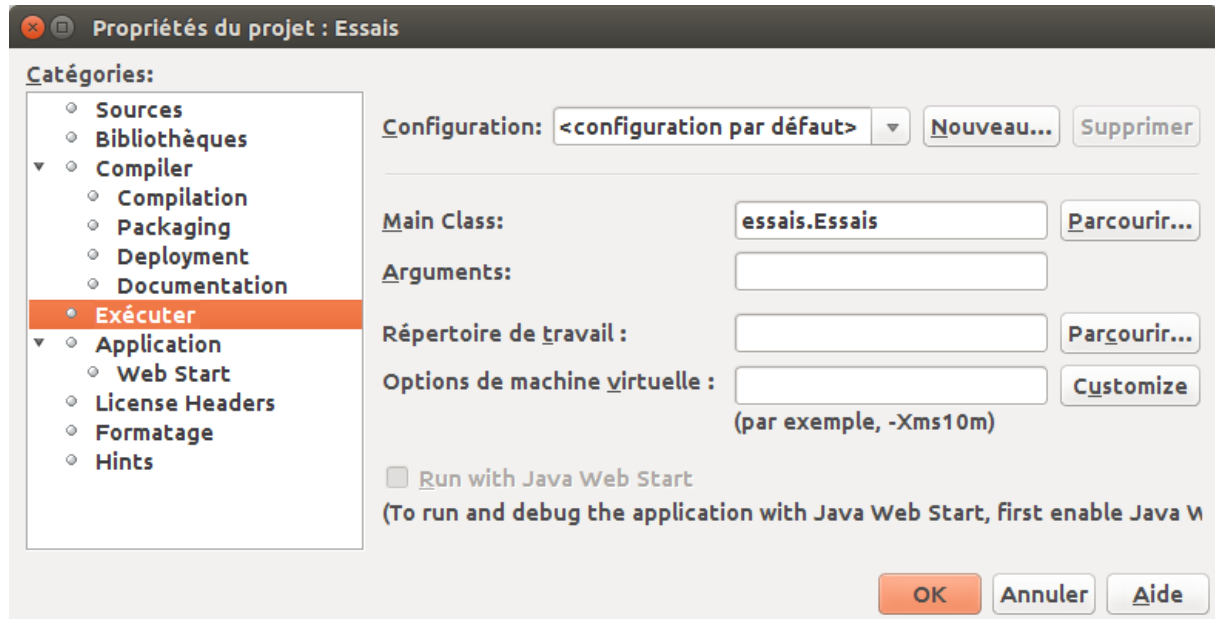 Propriétés du projet : Essais
Catégories:
Sources
Bibliothèques
Compiler
Compilation
Packaging
Deployment
Documentation
Exécuter
Application
Web Start
License Headers
Formatage
Hints
Configuration: <configuration par défaut> Nouveau... Supprimer
Main Class: essais.Essais Parcourir...
Arguments:
Répertoire de travail : Parcourir...
Options de machine virtuelle : Customize
(par exemple, -Xms10m)
Run with Java Web Start
(To run and debug the application with Java Web Start, first enable Java W
OK Annuler Aide